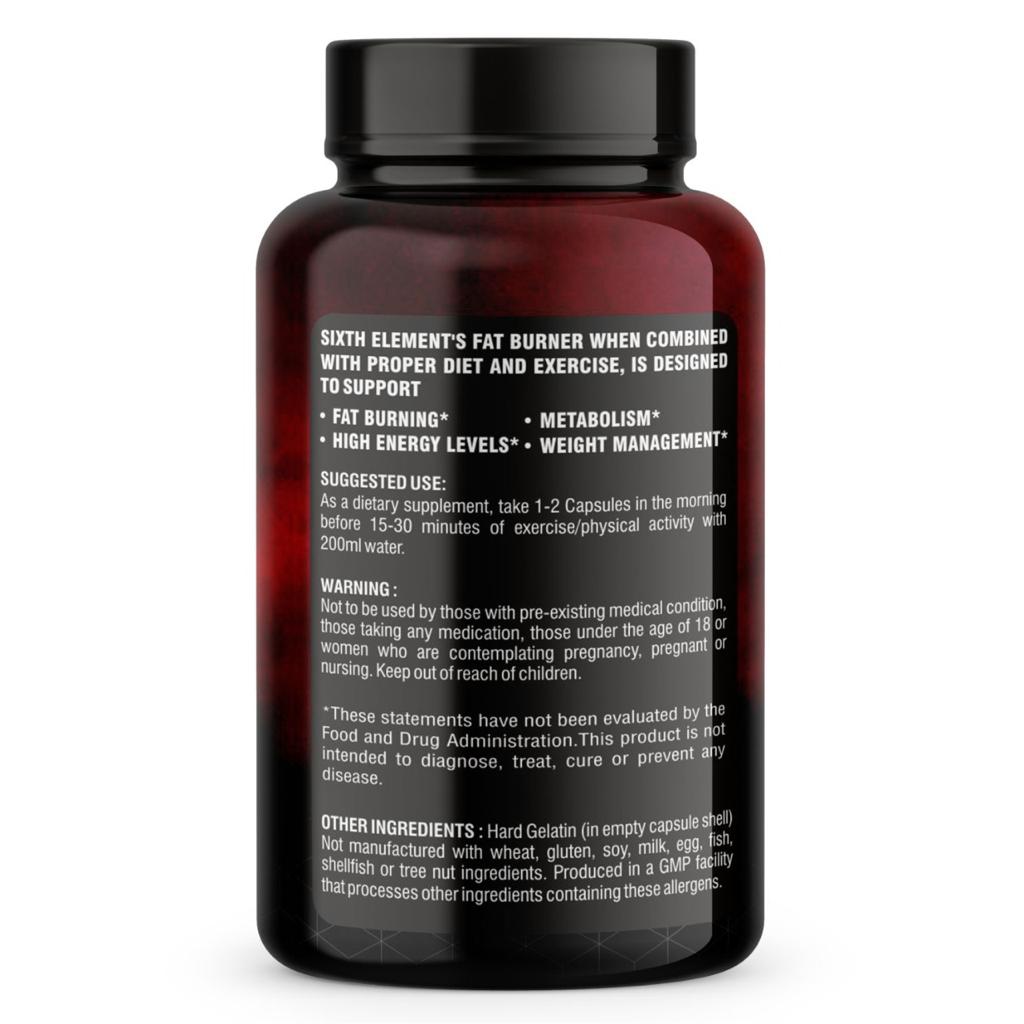 SIXTH ELEMENT'S FAT BURNER WHEN COMBINED
WITH PROPER DIET AND EXERCISE, IS DESIGNED
TO SUPPORT
• FAT BURNING* • METABOLISM*
• HIGH ENERGY LEVELS* • WEIGHT MANAGEMENT*
SUGGESTED USE:
As a dietary supplement, take 1-2 Capsules in the morning
before 15-30 minutes of exercise/physical activity with
200ml water.
WARNING :
Not to be used by those with pre-existing medical condition,
those taking any medication, those under the age of 18 or
women who are contemplating pregnancy, pregnant or
nursing. Keep out of reach of children.
*These statements have not been evaluated by the
Food and Drug Administration.This product is not
intended to diagnose, treat, cure or prevent any
disease.
OTHER INGREDIENTS : Hard Gelatin (in empty capsule shell)
Not manufactured with wheat, gluten, soy, milk, egg, fish,
shellfish or tree nut ingredients. Produced in a GMP facility
that processes other ingredients containing these allergens.